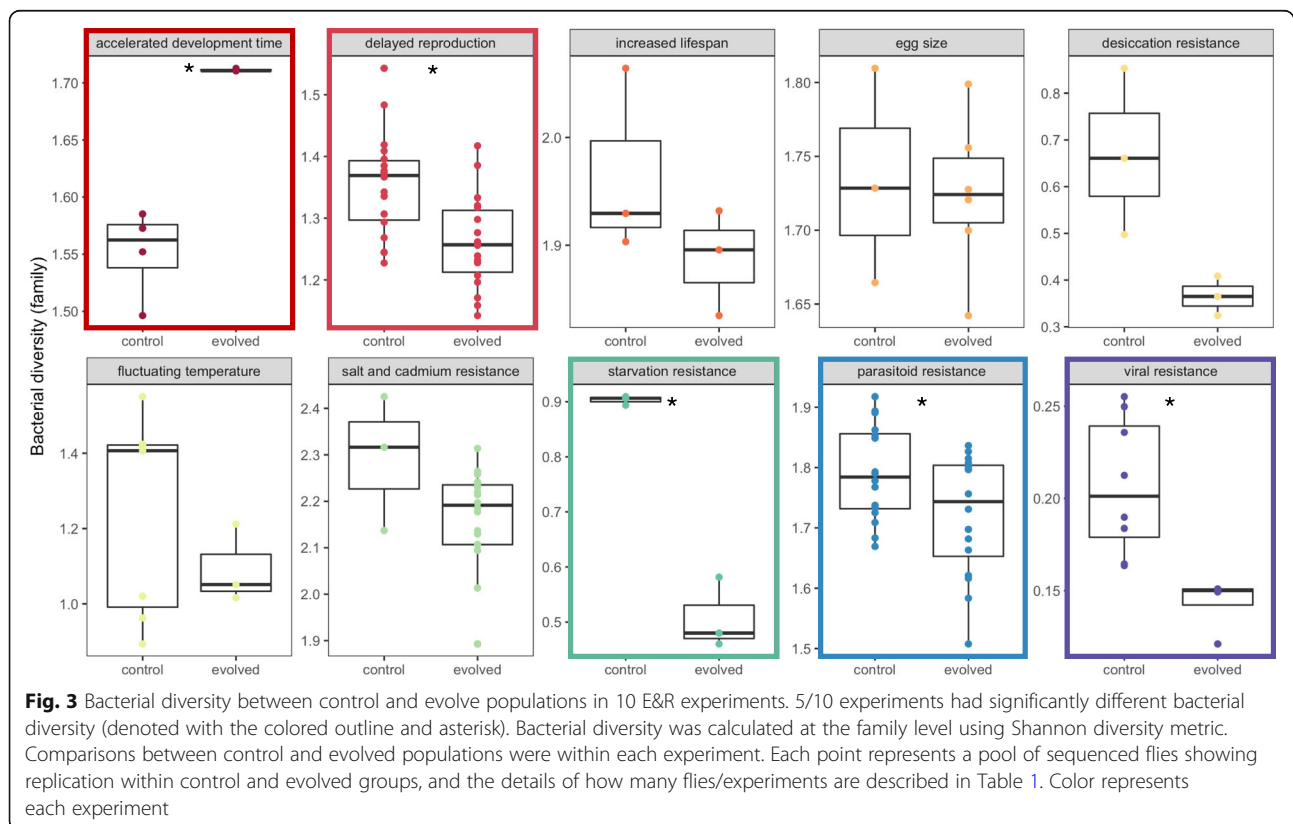 accelerated development time
delayed reproduction
increased lifespan
egg size
desiccation resistance
Bacterial diversity (family)
1.70
1.65
1.60
1.55
1.50
*
control
evolved
1.5
1.4
1.3
1.2
*
control
evolved
2.0
1.9
control
evolved
1.80
1.75
1.70
1.65
control
evolved
0.8
0.7
0.6
0.5
0.4
0.3
control
evolved
fluctuating temperature
salt and cadmium resistance
starvation resistance
parasitoid resistance
viral resistance
1.4
1.2
1.0
control
evolved
2.4
2.3
2.2
2.1
2.0
1.9
control
evolved
0.9
0.8
0.7
0.6
0.5
*
control
evolved
1.9
1.8
1.7
1.6
1.5
*
control
evolved
0.25
0.20
0.15
*
control
evolved
Fig. 3 Bacterial diversity between control and evolve populations in 10 E&R experiments. 5/10 experiments had significantly different bacterial
diversity (denoted with the colored outline and asterisk). Bacterial diversity was calculated at the family level using Shannon diversity metric.
Comparisons between control and evolved populations were within each experiment. Each point represents a pool of sequenced flies showing
replication within control and evolved groups, and the details of how many flies/experiments are described in Table 1. Color represents
each experiment